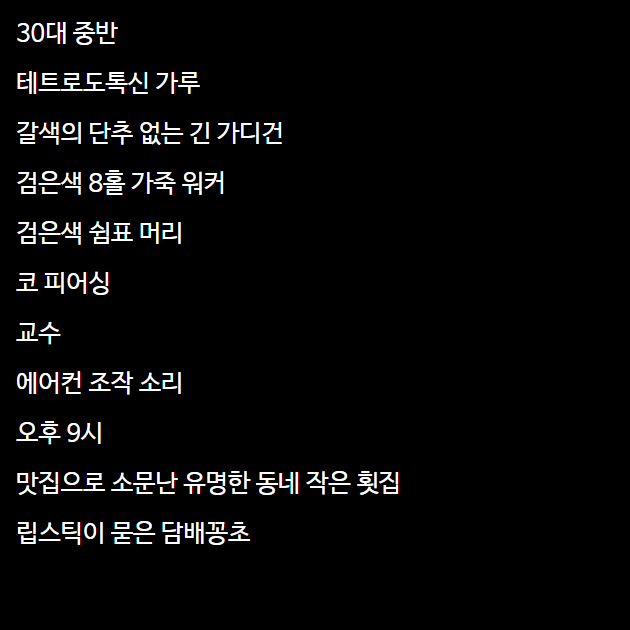 30대 중반
테트로도톡신 가루
갈색의 단추 없는 긴 가디건
검은색 8홀 가죽 워커
검은색 쉼표 머리
코 피어싱
교수
에어컨 조작 소리
오후 9시
맛집으로 소문난 유명한 동네 작은 횟집
립스틱이 묻은 담배꽁초